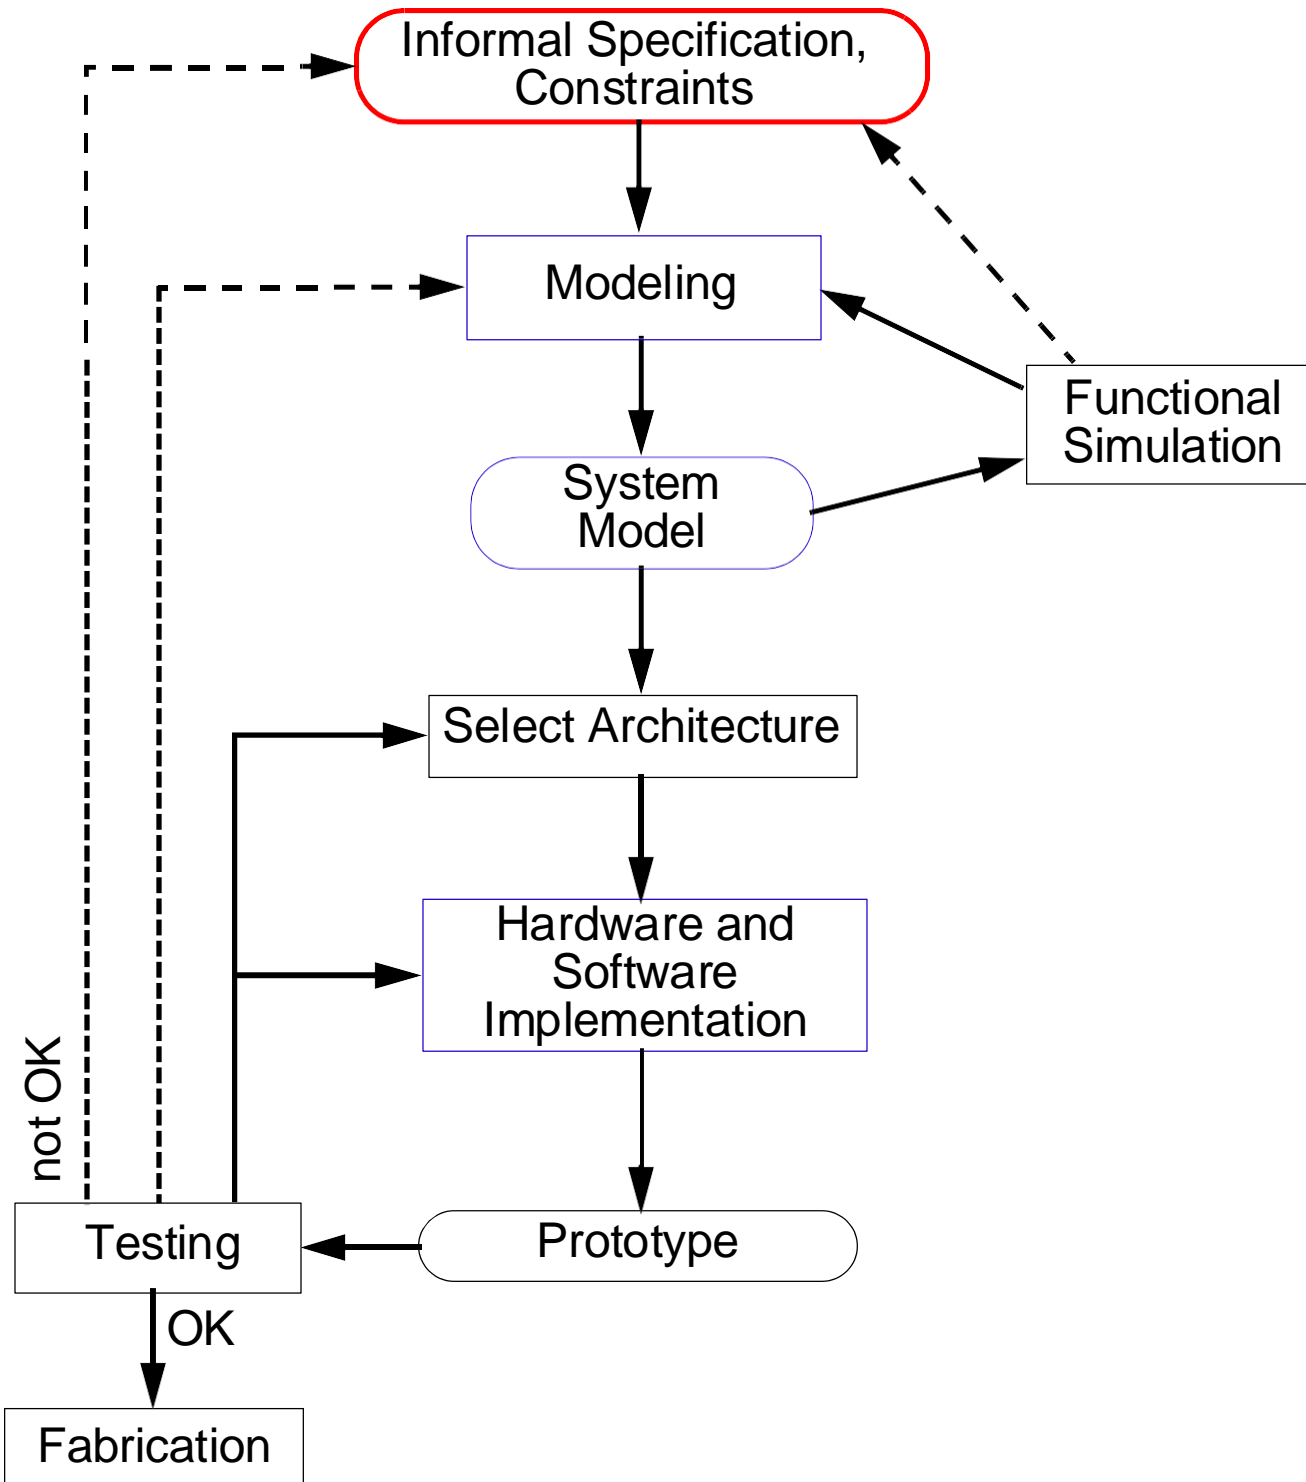 Informal Specification,
Constraints
Modeling
Functional
Simulation
System
Model
Select Architecture
Hardware and
Software
Implementation
not OK
Testing
Prototype
OK
Fabrication